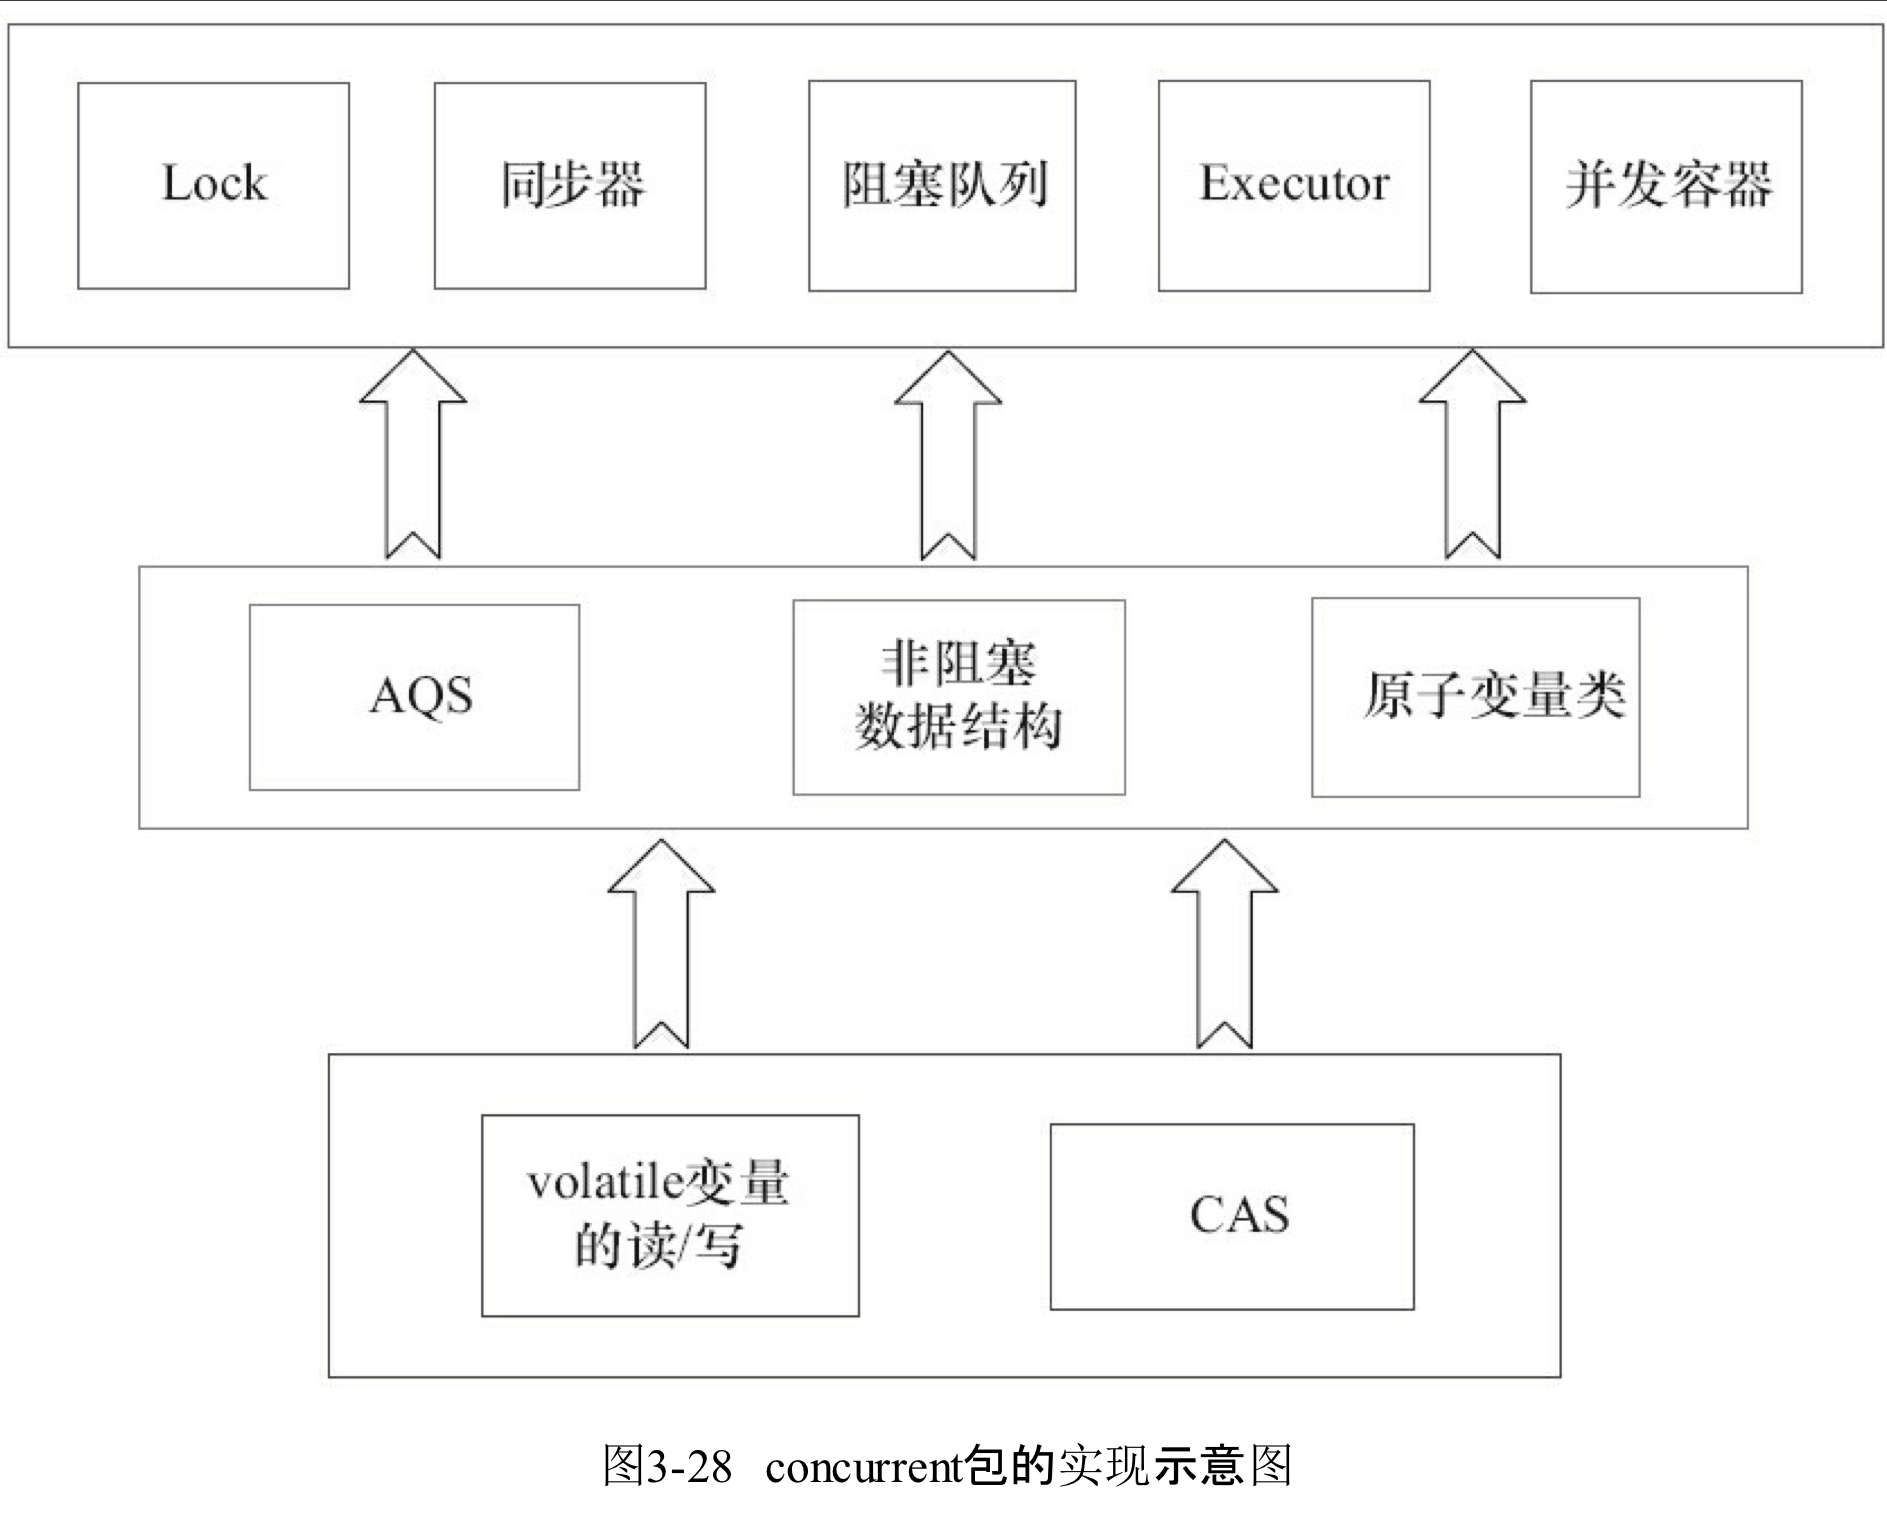 Lock
同步器
阻塞队列
Executor
并发容器
AQS
非阻塞
数据结构
原子变量类
volatile变量
的读/写
CAS
图3-28 concurrent包的实现示意图